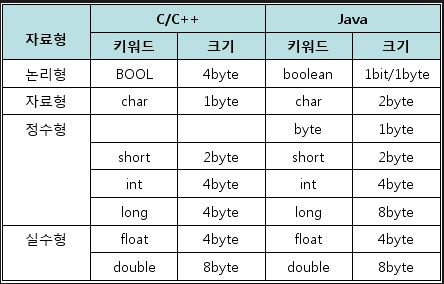 자료형 C/C++ Java
키워드 크기 키워드 크기
논리형 BOOL 4byte boolean 1bit/1byte
자료형 char 1byte char 2byte
정수형 byte 1byte
short 2byte short 2byte
int 4byte int 4byte
long 4byte long 8byte
실수형 float 4byte float 4byte
double 8byte double 8byte